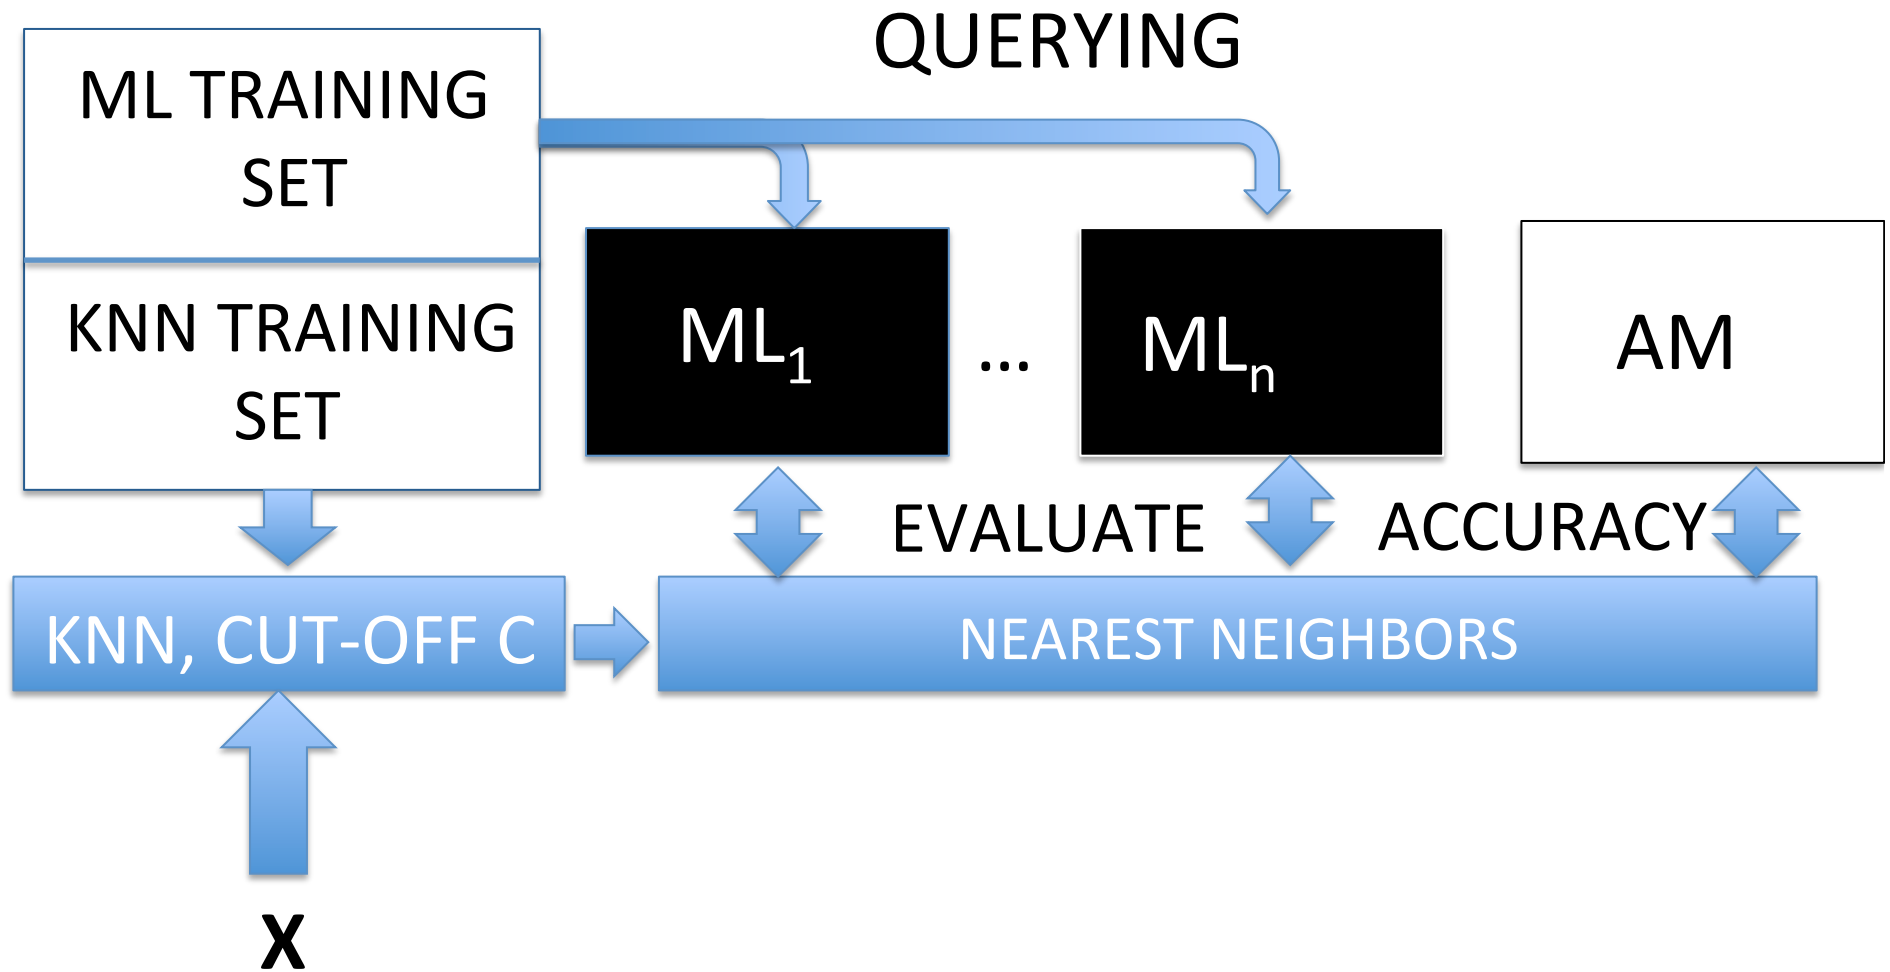 QUERYING
ML TRAINING
SET
KNN TRAINING
SET
ML1
...
MLn
AM
EVALUATE
ACCURACY
KNN, CUT-OFF C
NEAREST NEIGHBORS
X